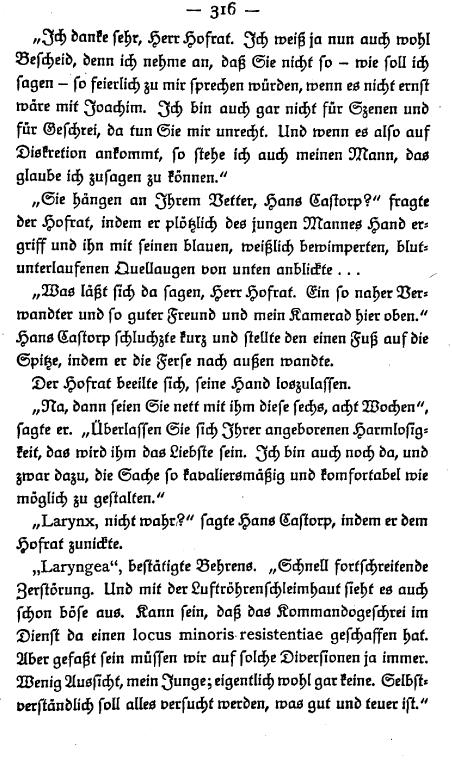 — 316 —
„Ich danke sehr, Herr Hofrat. Ich weiß ja nun auch wohl
Bescheid, denn ich nehme an, daß Sie nicht so – wie soll ich
sagen – so feierlich zu mir sprechen würden, wenn es nicht ernst
wäre mit Joachim. Ich bin auch gar nicht für Szenen und
für Geschrei, da tun Sie mir unrecht. Und wenn es also auf
Diskretion ankommt, so stehe ich auch meinen Mann, das
glaube ich zusagen zu können.“
„Sie hängen an Ihrem Vetter, Hans Castorp?“ fragte
der Hofrat, indem er plötzlich des jungen Mannes Hand er-
griff und ihn mit seinen blauen, weißlich bewimperten, blut-
unterlaufenen Quellaugen von unten anblickte . . .
„Was läßt sich da sagen, Herr Hofrat. Ein so naher Ver-
wandter und so guter Freund und mein Kamerad hier oben.“
Hans Castorp schluchzte kurz und stellte den einen Fuß auf die
Spitze, indem er die Ferse nach außen wandte.
Der Hofrat beeilte sich, seine Hand loszulassen.
„Na, dann seien Sie nett mit ihm diese sechs, acht Wochen“,
sagte er. „Überlassen Sie sich Ihrer angeborenen Harmlosig-
keit, das wird ihm das Liebste sein. Ich bin auch noch da, und
zwar dazu, die Sache so kavaliersmäßig und komfortabel wie
möglich zu gestalten.“
„Larynx, nicht wahr?“ sagte Hans Castorp, indem er dem
Hofrat zunickte.
„Laryngea“, bestätigte Behrens. „Schnell fortschreitende
Zerstörung. Und mit der Luftröhrenschleimhaut sieht es auch
schon böse aus. Kann sein, daß das Kommandogeschrei im
Dienst da einen locus minoris resistentiae geschaffen hat.
Aber gefaßt sein müssen wir auf solche Diversionen ja immer.
Wenig Aussicht, mein Junge; eigentlich wohl gar keine. Selbst-
verständlich soll alles versucht werden, was gut und teuer ist.“